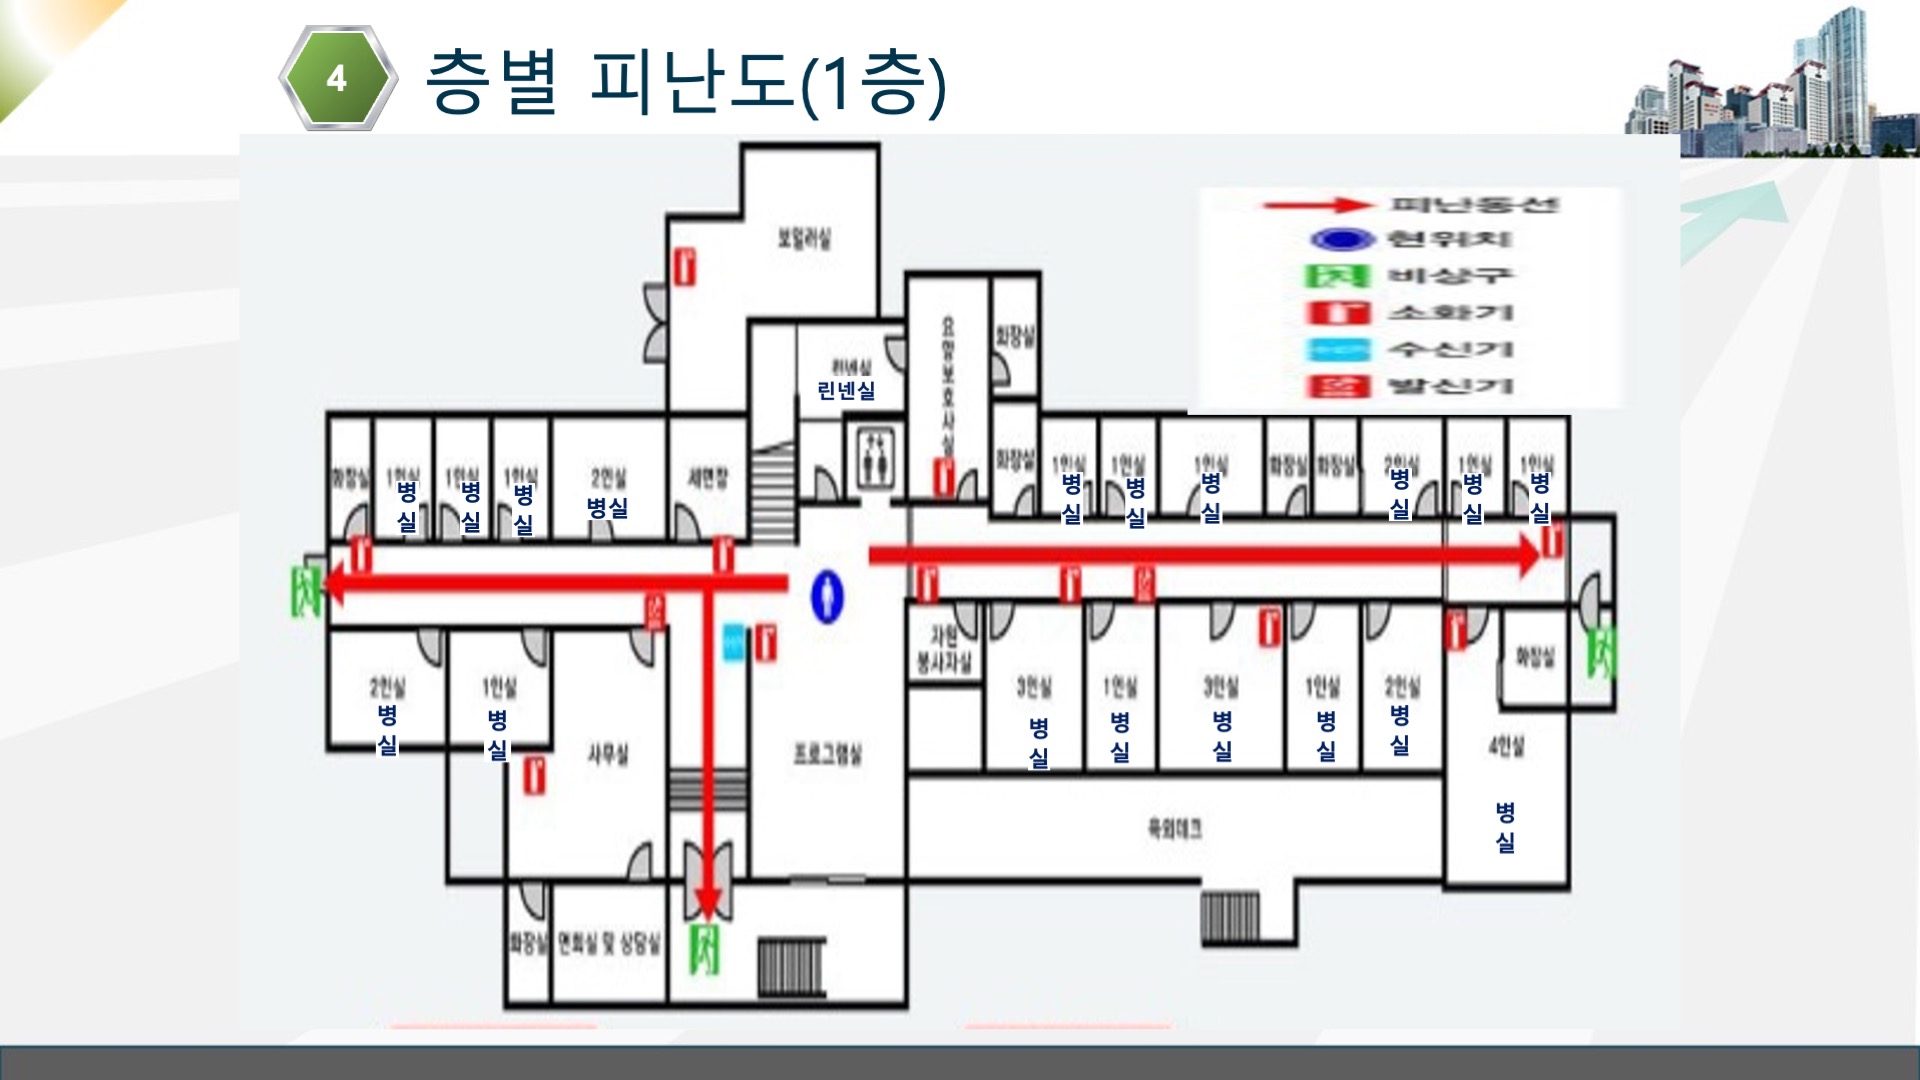 4
층별 피난도(1층)
피난동선
현위치
비상구
소화기
수신기
발신기
보일러실
요양보호사실
화장실
린넨실
린넨실
화장실
1인실
병실
1인실
병실
1인실
병실
2인실
병실
세면장
화장실
1인실
병실
1인실
병실
1인실
병실
화장실
화장실
2인실
병실
1인실
병실
1인실
병실
2인실
병실
1인실
병실
사무실
프로그램실
자원
봉사자실
3인실
병실
1인실
병실
3인실
병실
1인실
병실
2인실
병실
화장실
4인실
병실
옥외데크
화장실
면회실 및 상담실